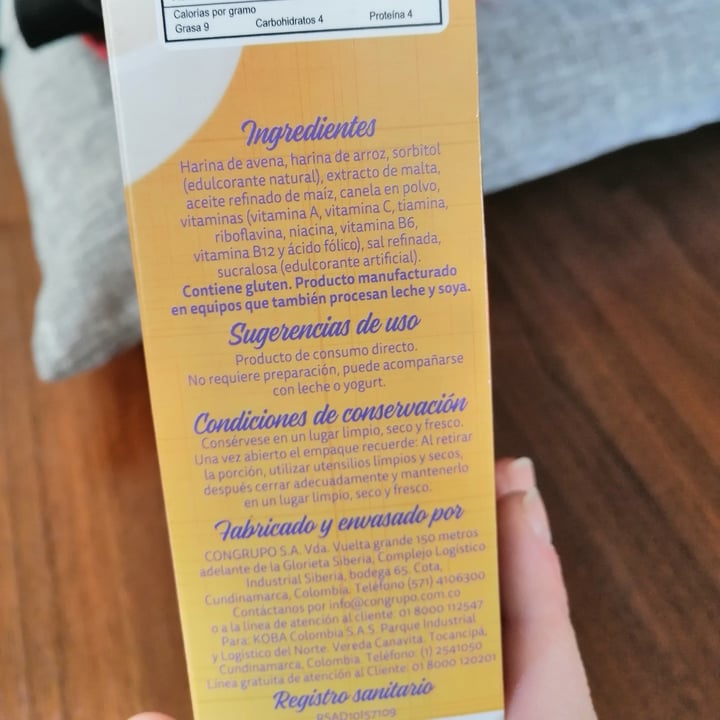 Calorías por gramo
Grasa 9 Carbohidratos 4 Proteína 4
Ingredientes
Harina de avena, harina de arroz, sorbitol
(edulcorante natural), extracto de malta,
aceite refinado de maíz, canela en polvo,
vitaminas (vitamina A, vitamina C, tiamina,
riboflavina, niacina, vitamina B6,
vitamina B12 y ácido fólico), sal refinada,
sucralosa (edulcorante artificial).
Contiene gluten. Producto manufacturado
en equipos que también procesan leche y soya.
Sugerencias de uso
Producto de consumo directo.
No requiere preparación, puede acompañarse
con leche o yogurt.
Condiciones de conservación
Consérvese en un lugar limpio, seco y fresco.
Una vez abierto el empaque recuerde: Al retirar
la porción, utilizar utensilios limpios y secos,
después cerrar adecuadamente y mantenerlo
en un lugar limpio, seco y fresco.
Fabricado y envasado por
CONGRUPO S.A. Vda. Vuelta grande 150 metros
adelante de la Glorieta Siberia, Complejo Logístico
Industrial Siberia, bodega 65. Cota,
Cundinamarca, Colombia. Teléfono (571) 4106300
Contáctanos por info@congrupo.com.co
o a la línea de atención al cliente: 01 8000 112547
Para: KOBA Colombia S.A.S. Parque Industrial
y Logístico del Norte. Vereda Canavita. Tocancipá,
Cundinamarca, Colombia. Teléfono: (1) 2541050
Línea gratuita de atención al Cliente: 01 8000 120201
Registro sanitario
RSAD10I57109